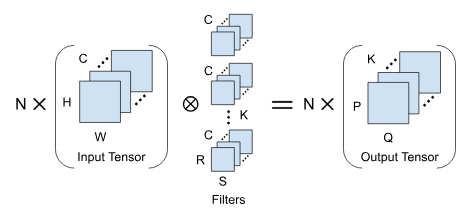 N × ( C H W Input Tensor ) ⊗ C C K C R S Filters = N × ( K P Q Output Tensor )